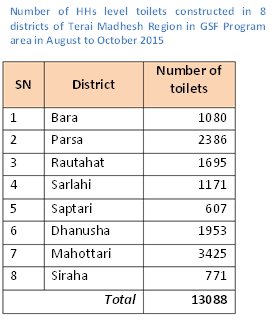 Number of HHs level toilets constructed in 8
districts of Terai Madhesh Region in GSF Program
area in August to October 2015
SN District Number of toilets
1 Bara 1080
2 Parsa 2386
3 Rautahat 1695
4 Sarlahi 1171
5 Saptari 607
6 Dhanusha 1953
7 Mahottari 3425
8 Siraha 771
Total 13088